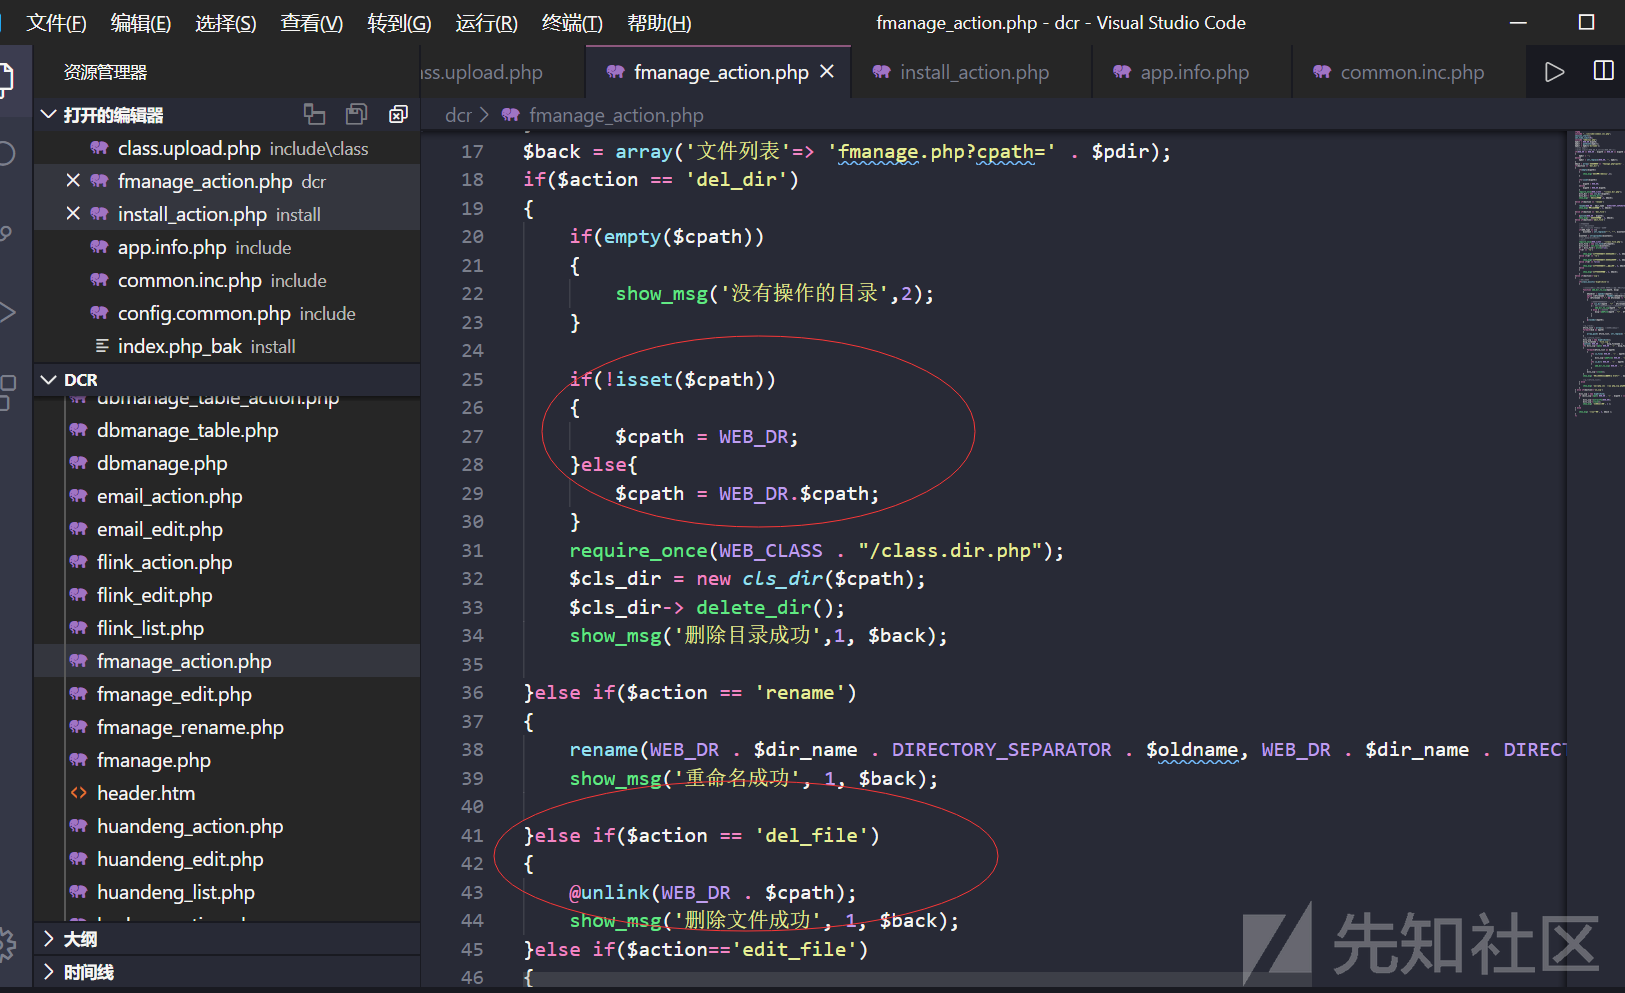 文件(F) 编辑(E) 选择(S) 查看(V) 转到(G) 运行(R) 终端(T) 帮助(H) fmanage_action.php - dcr - Visual Studio Code
资源管理器
ss.upload.php fmanage_action.php install_action.php app.info.php common.inc.php
打开的编辑器
dcr > fmanage_action.php
class.upload.php include\class
fmanage_action.php dcr
install_action.php install
app.info.php include
common.inc.php include
config.common.php include
index.php_bak install
DCR
dbmanage_table_action.php
dbmanage_table.php
dbmanage.php
email_action.php
email_edit.php
flink_action.php
flink_edit.php
flink_list.php
fmanage_action.php
fmanage_edit.php
fmanage_rename.php
fmanage.php
header.htm
huandeng_action.php
huandeng_edit.php
huandeng_list.php
大纲
时间线
17 $back = array('文件列表'=> 'fmanage.php?cpath=' . $pdir);
18 if($action == 'del_dir')
19 {
20 if(empty($cpath))
21 {
22 show_msg('没有操作的目录',2);
23 }
24
25 if(!isset($cpath))
26 {
27 $cpath = WEB_DR;
28 }else{
29 $cpath = WEB_DR.$cpath;
30 }
31 require_once(WEB_CLASS . "/class.dir.php");
32 $cls_dir = new cls_dir($cpath);
33 $cls_dir-> delete_dir();
34 show_msg('删除目录成功',1, $back);
35
36 }else if($action == 'rename')
37 {
38 rename(WEB_DR . $dir_name . DIRECTORY_SEPARATOR . $oldname, WEB_DR . $dir_name . DIRECT
39 show_msg('重命名成功', 1, $back);
40
41 }else if($action == 'del_file')
42 {
43 @unlink(WEB_DR . $cpath);
44 show_msg('删除文件成功', 1, $back);
45 }else if($action=='edit_file')
46 {
先知社区